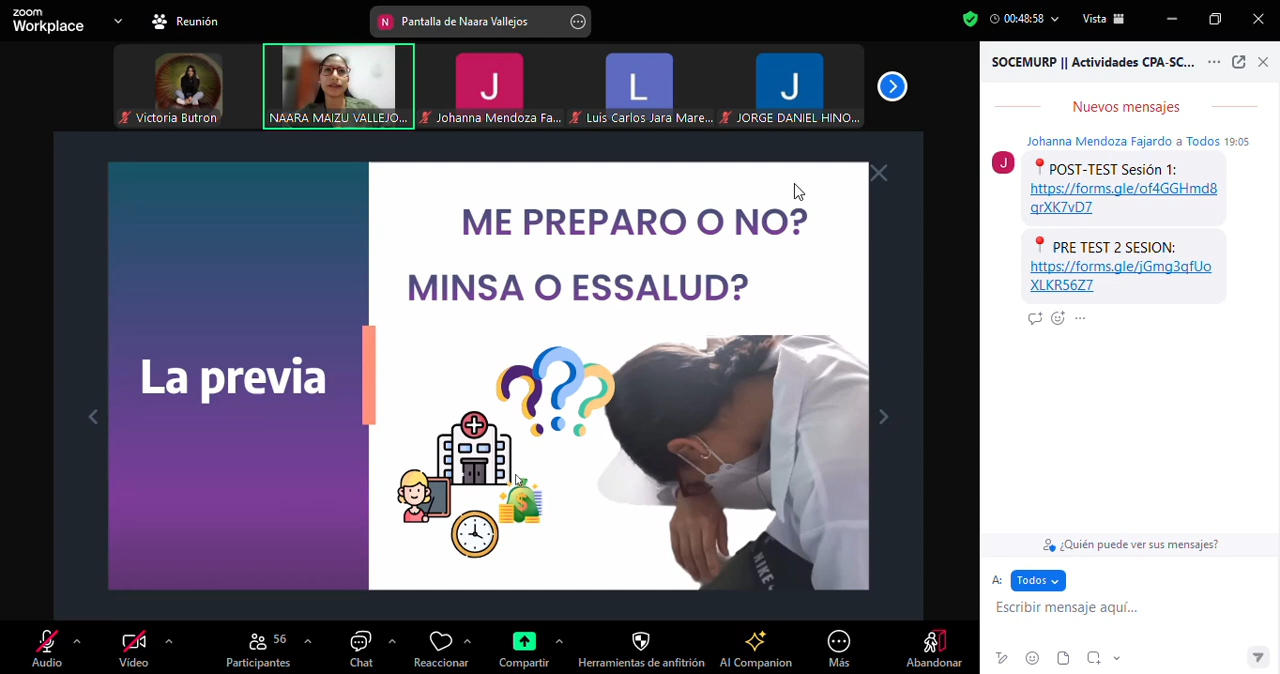 zoom
Workplace
Reunión
N Pantalla de Naara Vallejos
00:48:58
Vista
Victoria Butron
NAARA MAIZU VALLEJO...
J
Johanna Mendoza Fa...
L
Luis Carlos Jara Mare...
J
JORGE DANIEL HINO...
La previa
ME PREPARO O NO?
MINSA O ESSALUD?
NIKE
SOCEMURP || Actividades CPA-SC...
Nuevos mensajes
Johanna Mendoza Fajardo a Todos 19:05
J
POST-TEST Sesión 1:
https://forms.gle/of4GGHmd8
qrXK7vD7
PRE TEST 2 SESION:
https://forms.gle/jGmg3qfUo
XLKR56Z7
¿Quién puede ver sus mensajes?
A: Todos
Escribir mensaje aquí...
Audio
Vídeo
56
Participantes
Chat
Reaccionar
Compartir
Herramientas de anfitrión
AI Companion
Más
Abandonar